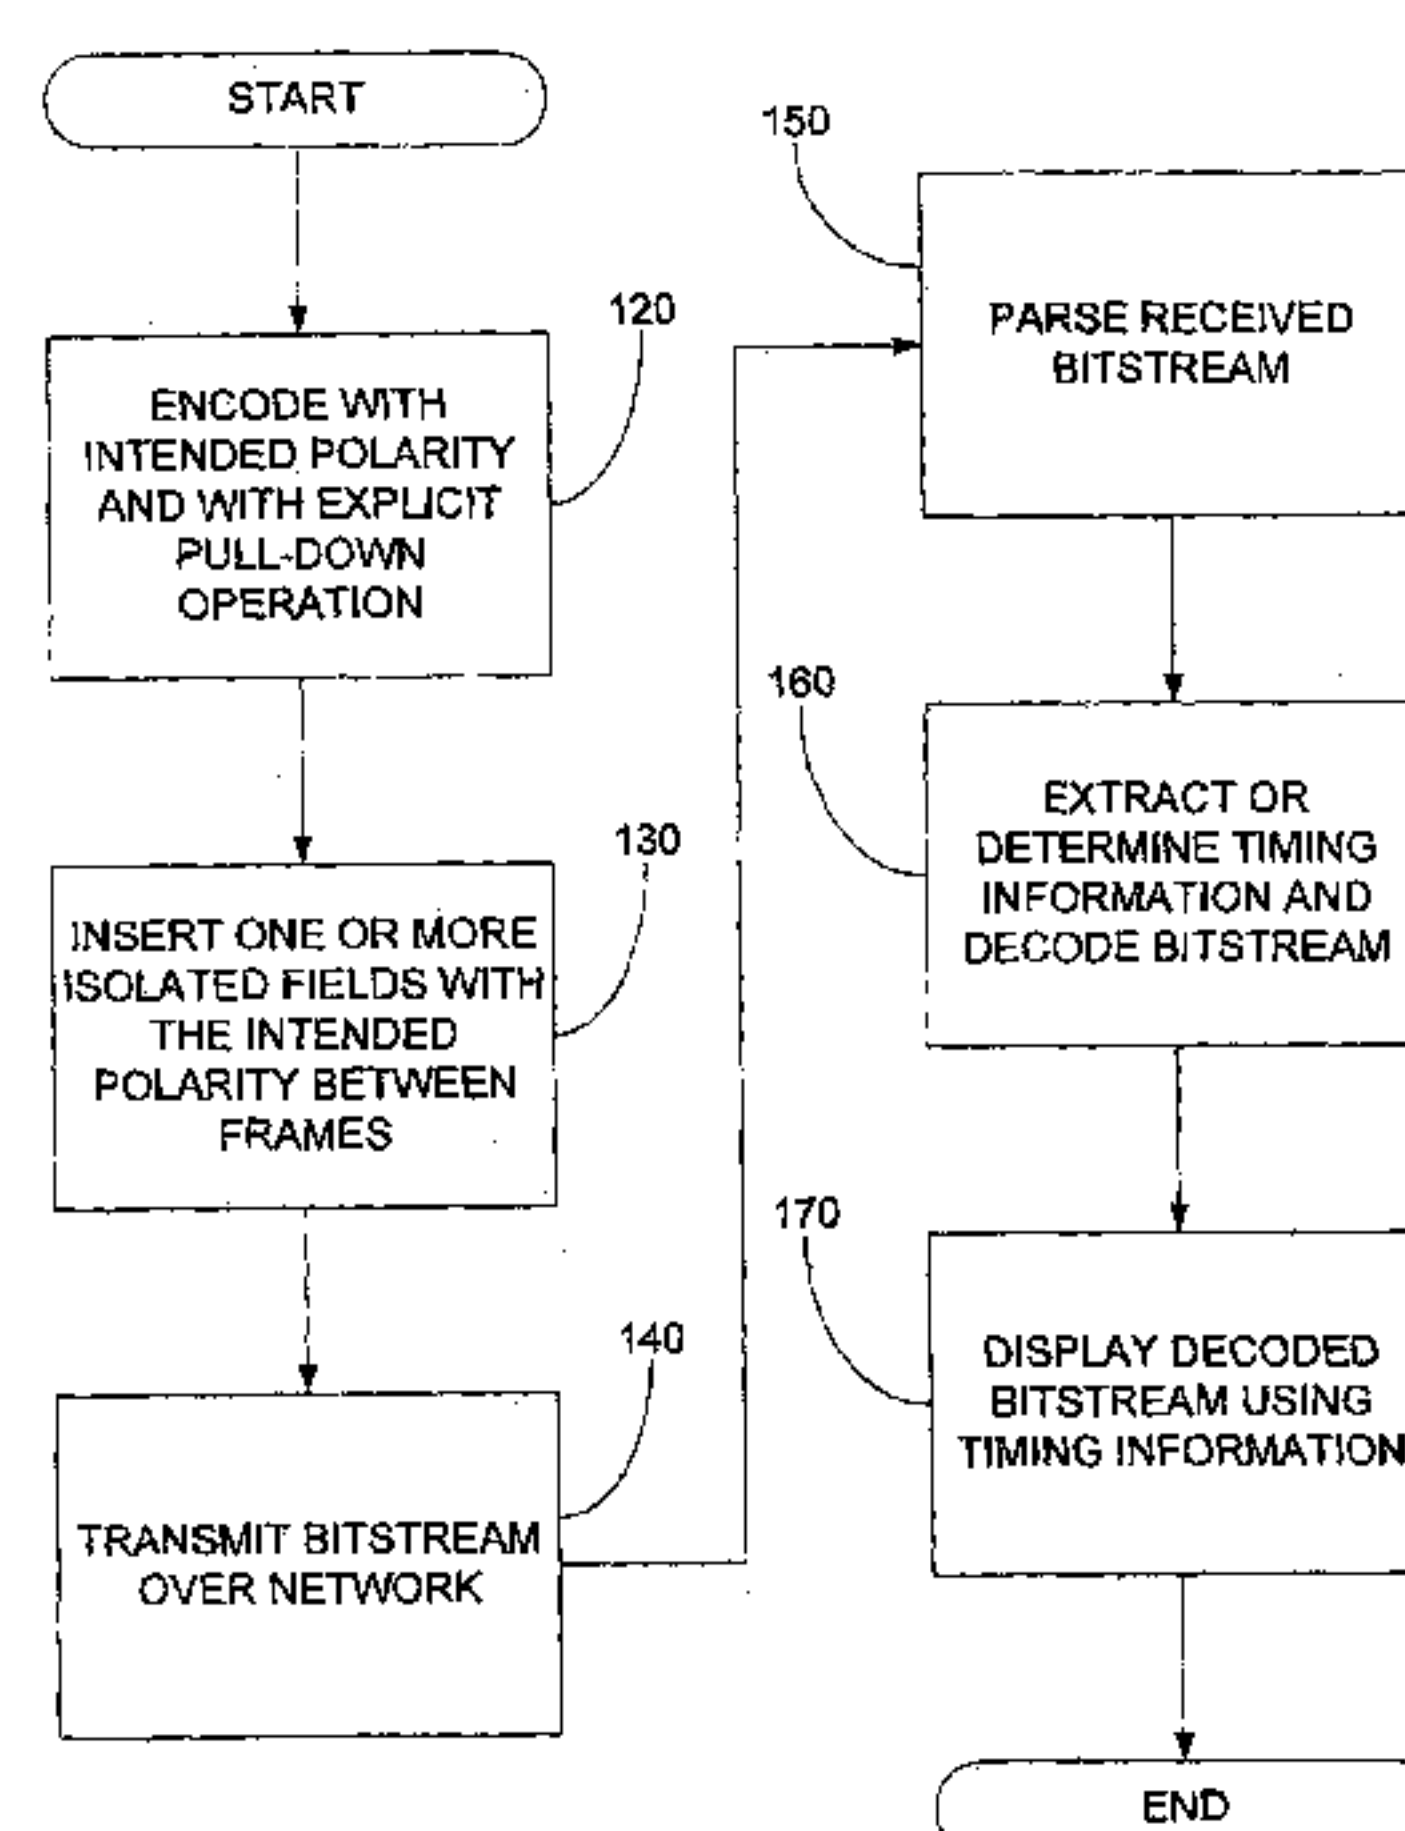 START
120
ENCODE WITH
INTENDED POLARITY
AND WITH EXPLICIT
PULL-DOWN
OPERATION
130
INSERT ONE OR MORE
ISOLATED FIELDS WITH
THE INTENDED
POLARITY BETWEEN
FRAMES
140
TRANSMIT BITSTREAM
OVER NETWORK
150
PARSE RECEIVED
BITSTREAM
160
EXTRACT OR
DETERMINE TIMING
INFORMATION AND
DECODE BITSTREAM
170
DISPLAY DECODED
BITSTREAM USING
TIMING INFORMATION
END